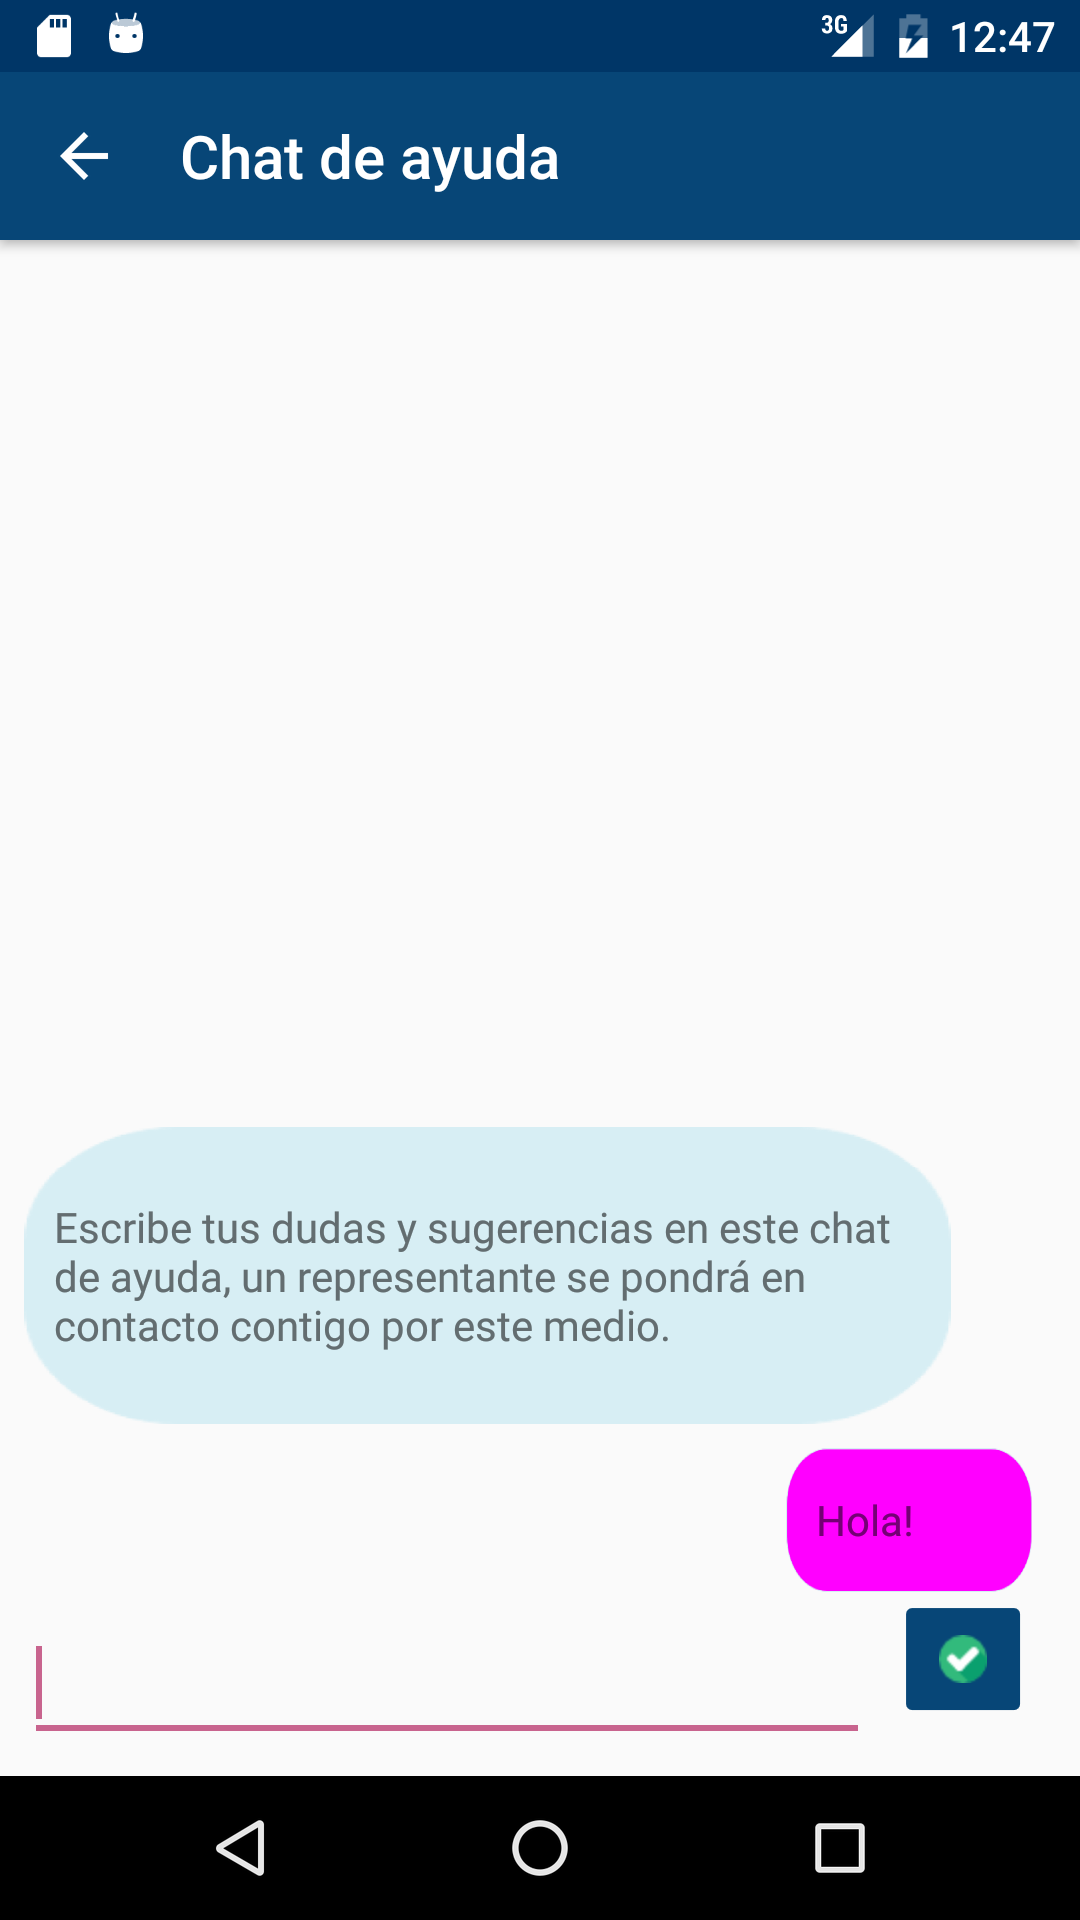 3G 12:47
Chat de ayuda
Escribe tus dudas y sugerencias en este chat
de ayuda, un representante se pondrá en
contacto contigo por este medio.
Hola!